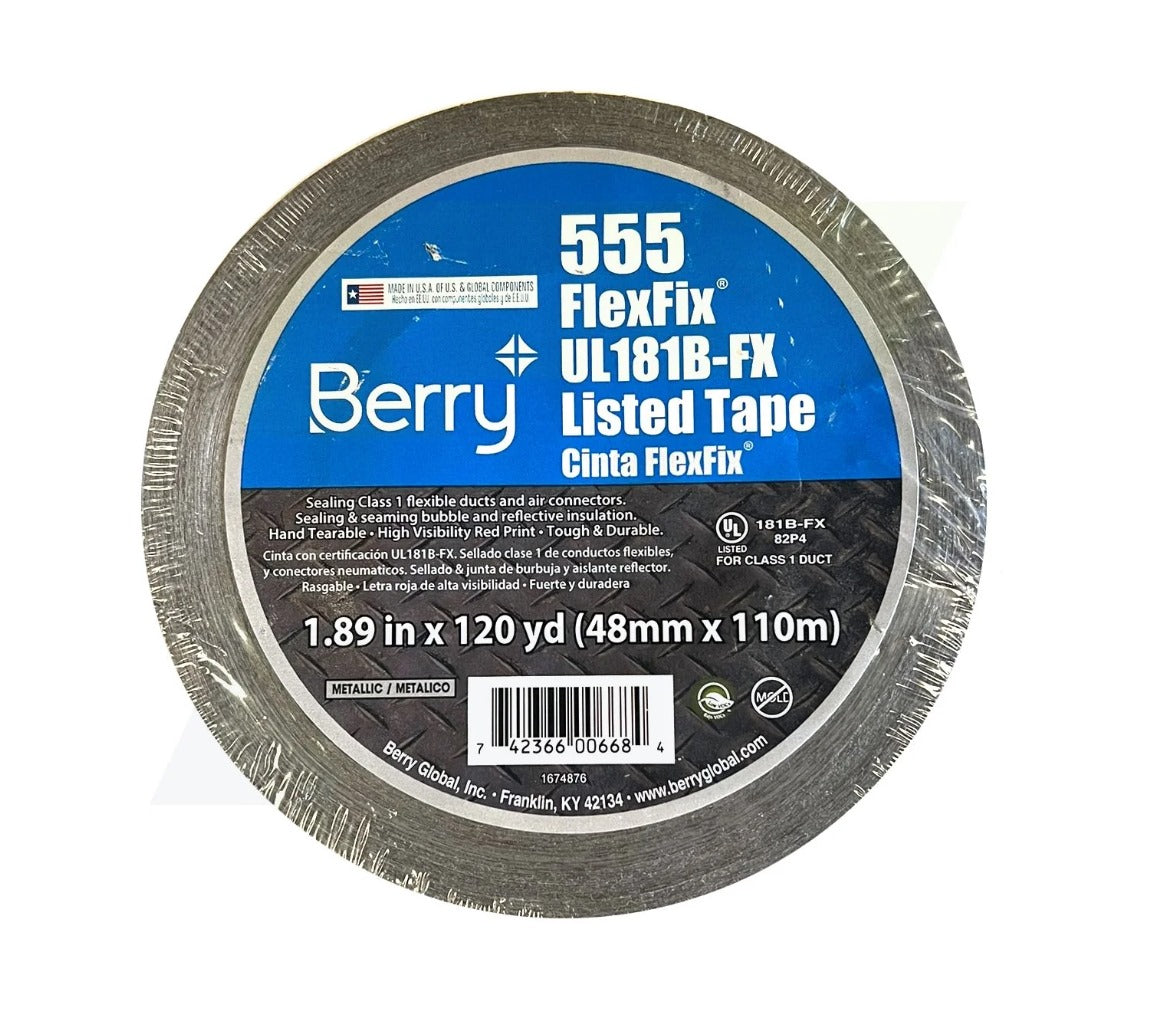 555
FlexFix®
UL181B-FX
Listed Tape
Cinta FlexFix®
MADE IN U.S.A. OF U.S. & GLOBAL COMPONENTS
Hecho en EE.UU. con componentes globales y de E.E.U.U
Berry
Sealing Class 1 flexible ducts and air connectors.
Sealing & seaming bubble and reflective insulation.
Hand Tearable • High Visibility Red Print • Tough & Durable.
Cinta con certificación UL181B-FX. Sellado clase 1 de conductos flexibles,
y conectores neumaticos. Sellado & junta de burbuja y aislante reflector.
Rasgable • Letra roja de alta visibilidad • Fuerte y duradera
UL
LISTED
181B-FX
82P4
FOR CLASS 1 DUCT
1.89 in x 120 yd (48mm x 110m)
METALLIC / METALICO
7 42366 00668 4
MOLD
1674876
Berry Global, Inc. • Franklin, KY 42134 • www.berryglobal.com